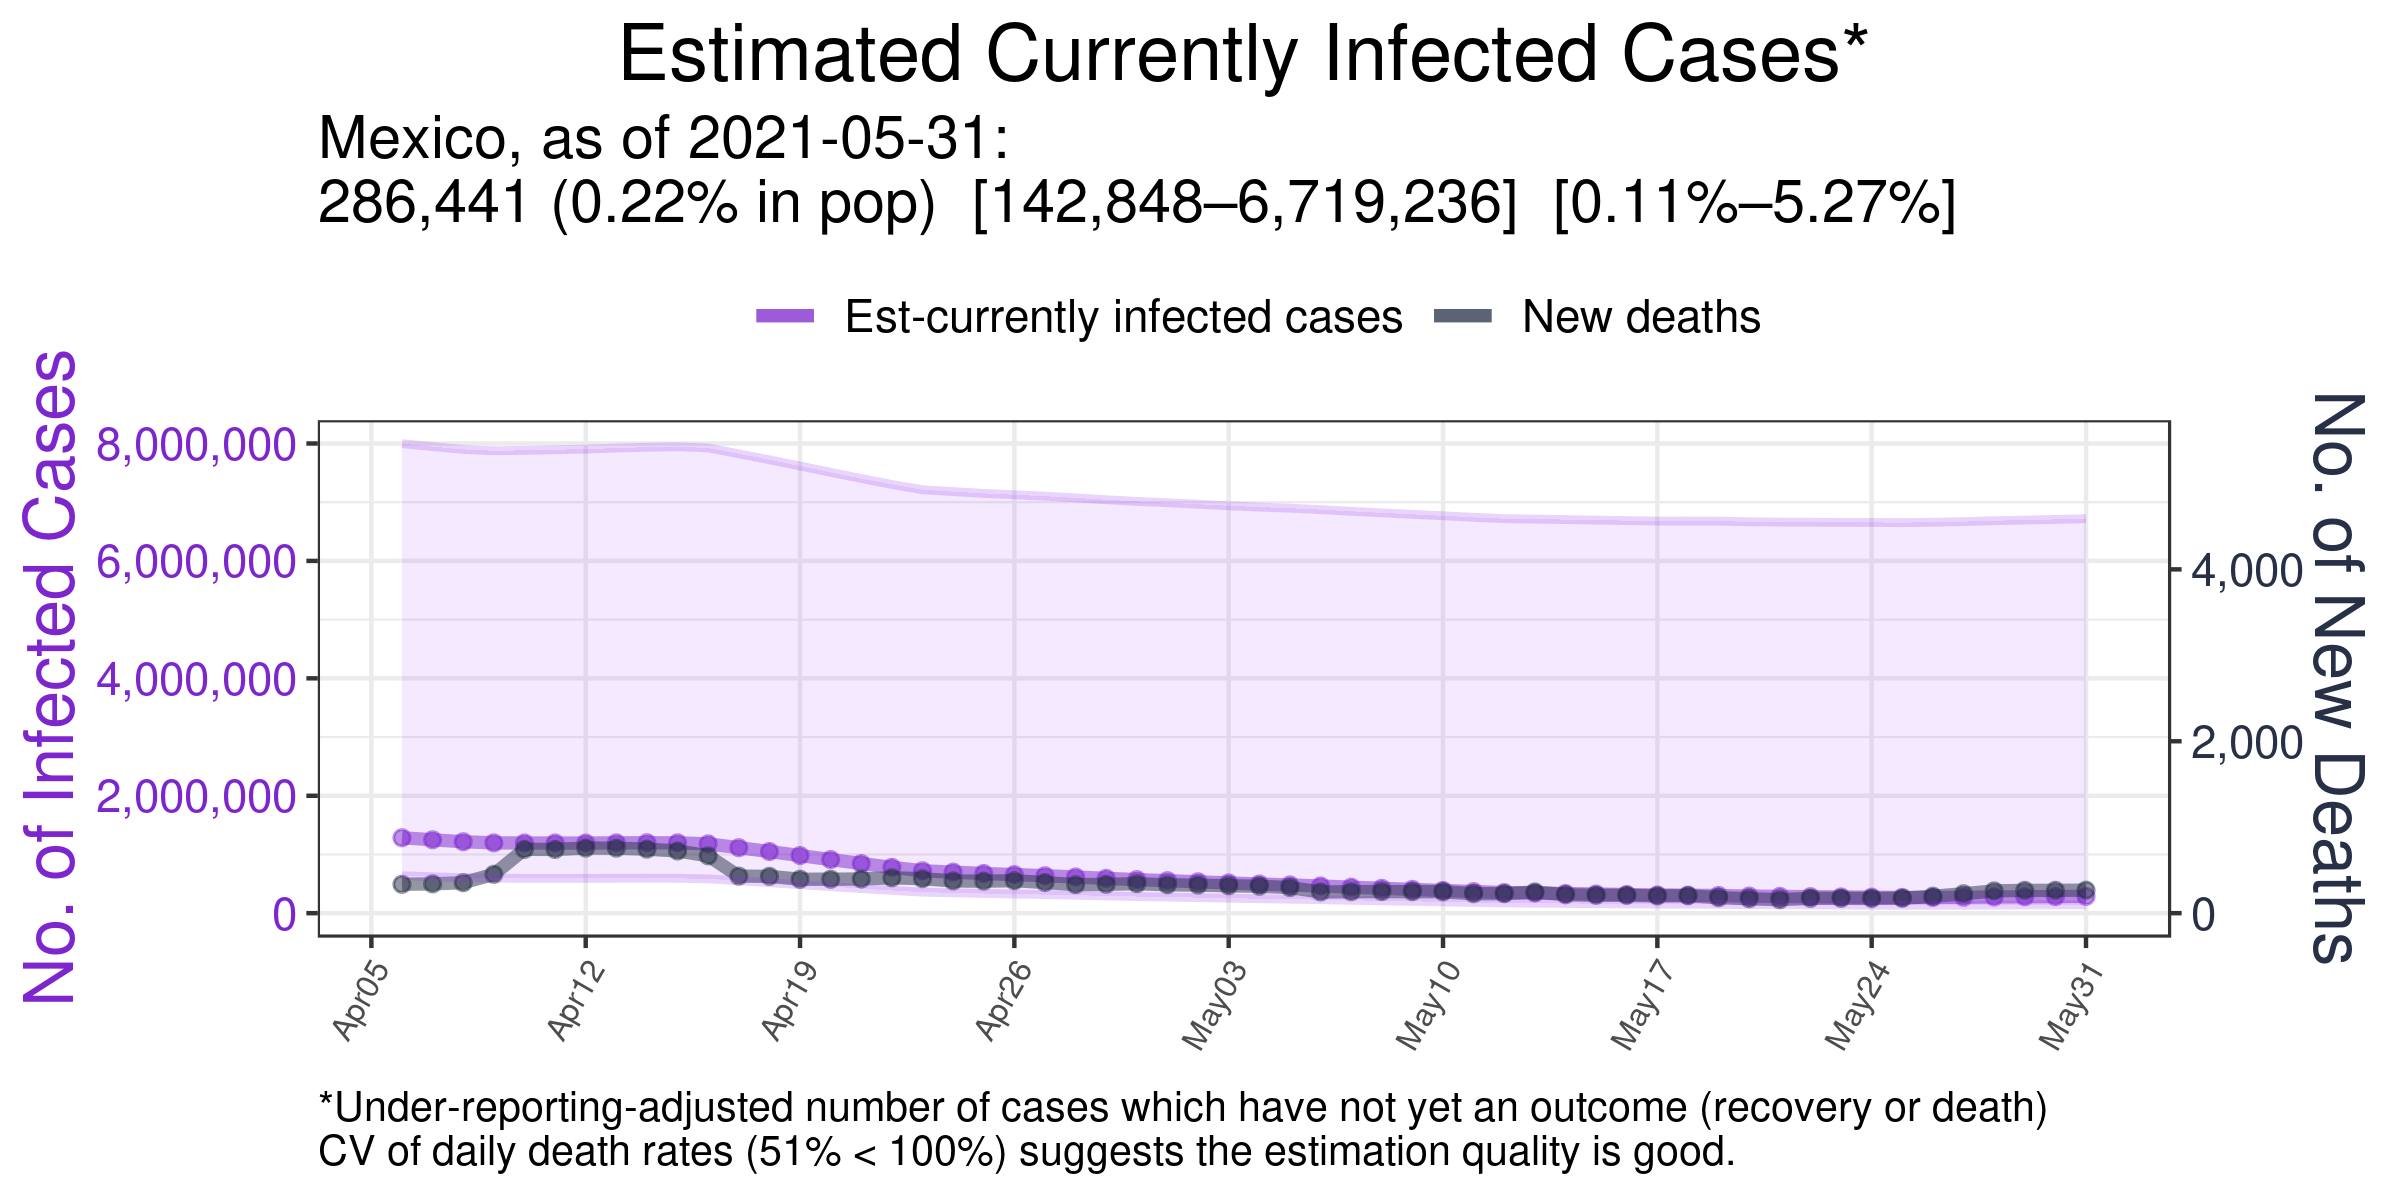 Estimated Currently Infected Cases*
Mexico, as of 2021-05-31:
286,441 (0.22% in pop)  [142,848–6,719,236]  [0.11%–5.27%]
Est-currently infected cases
New deaths
No. of Infected Cases
8,000,000
6,000,000
4,000,000
2,000,000
0
4,000
2,000
0
No. of New Deaths
Apr05
Apr12
Apr19
Apr26
May03
May10
May17
May24
May31
*Under-reporting-adjusted number of cases which have not yet an outcome (recovery or death)
CV of daily death rates (51% < 100%) suggests the estimation quality is good.